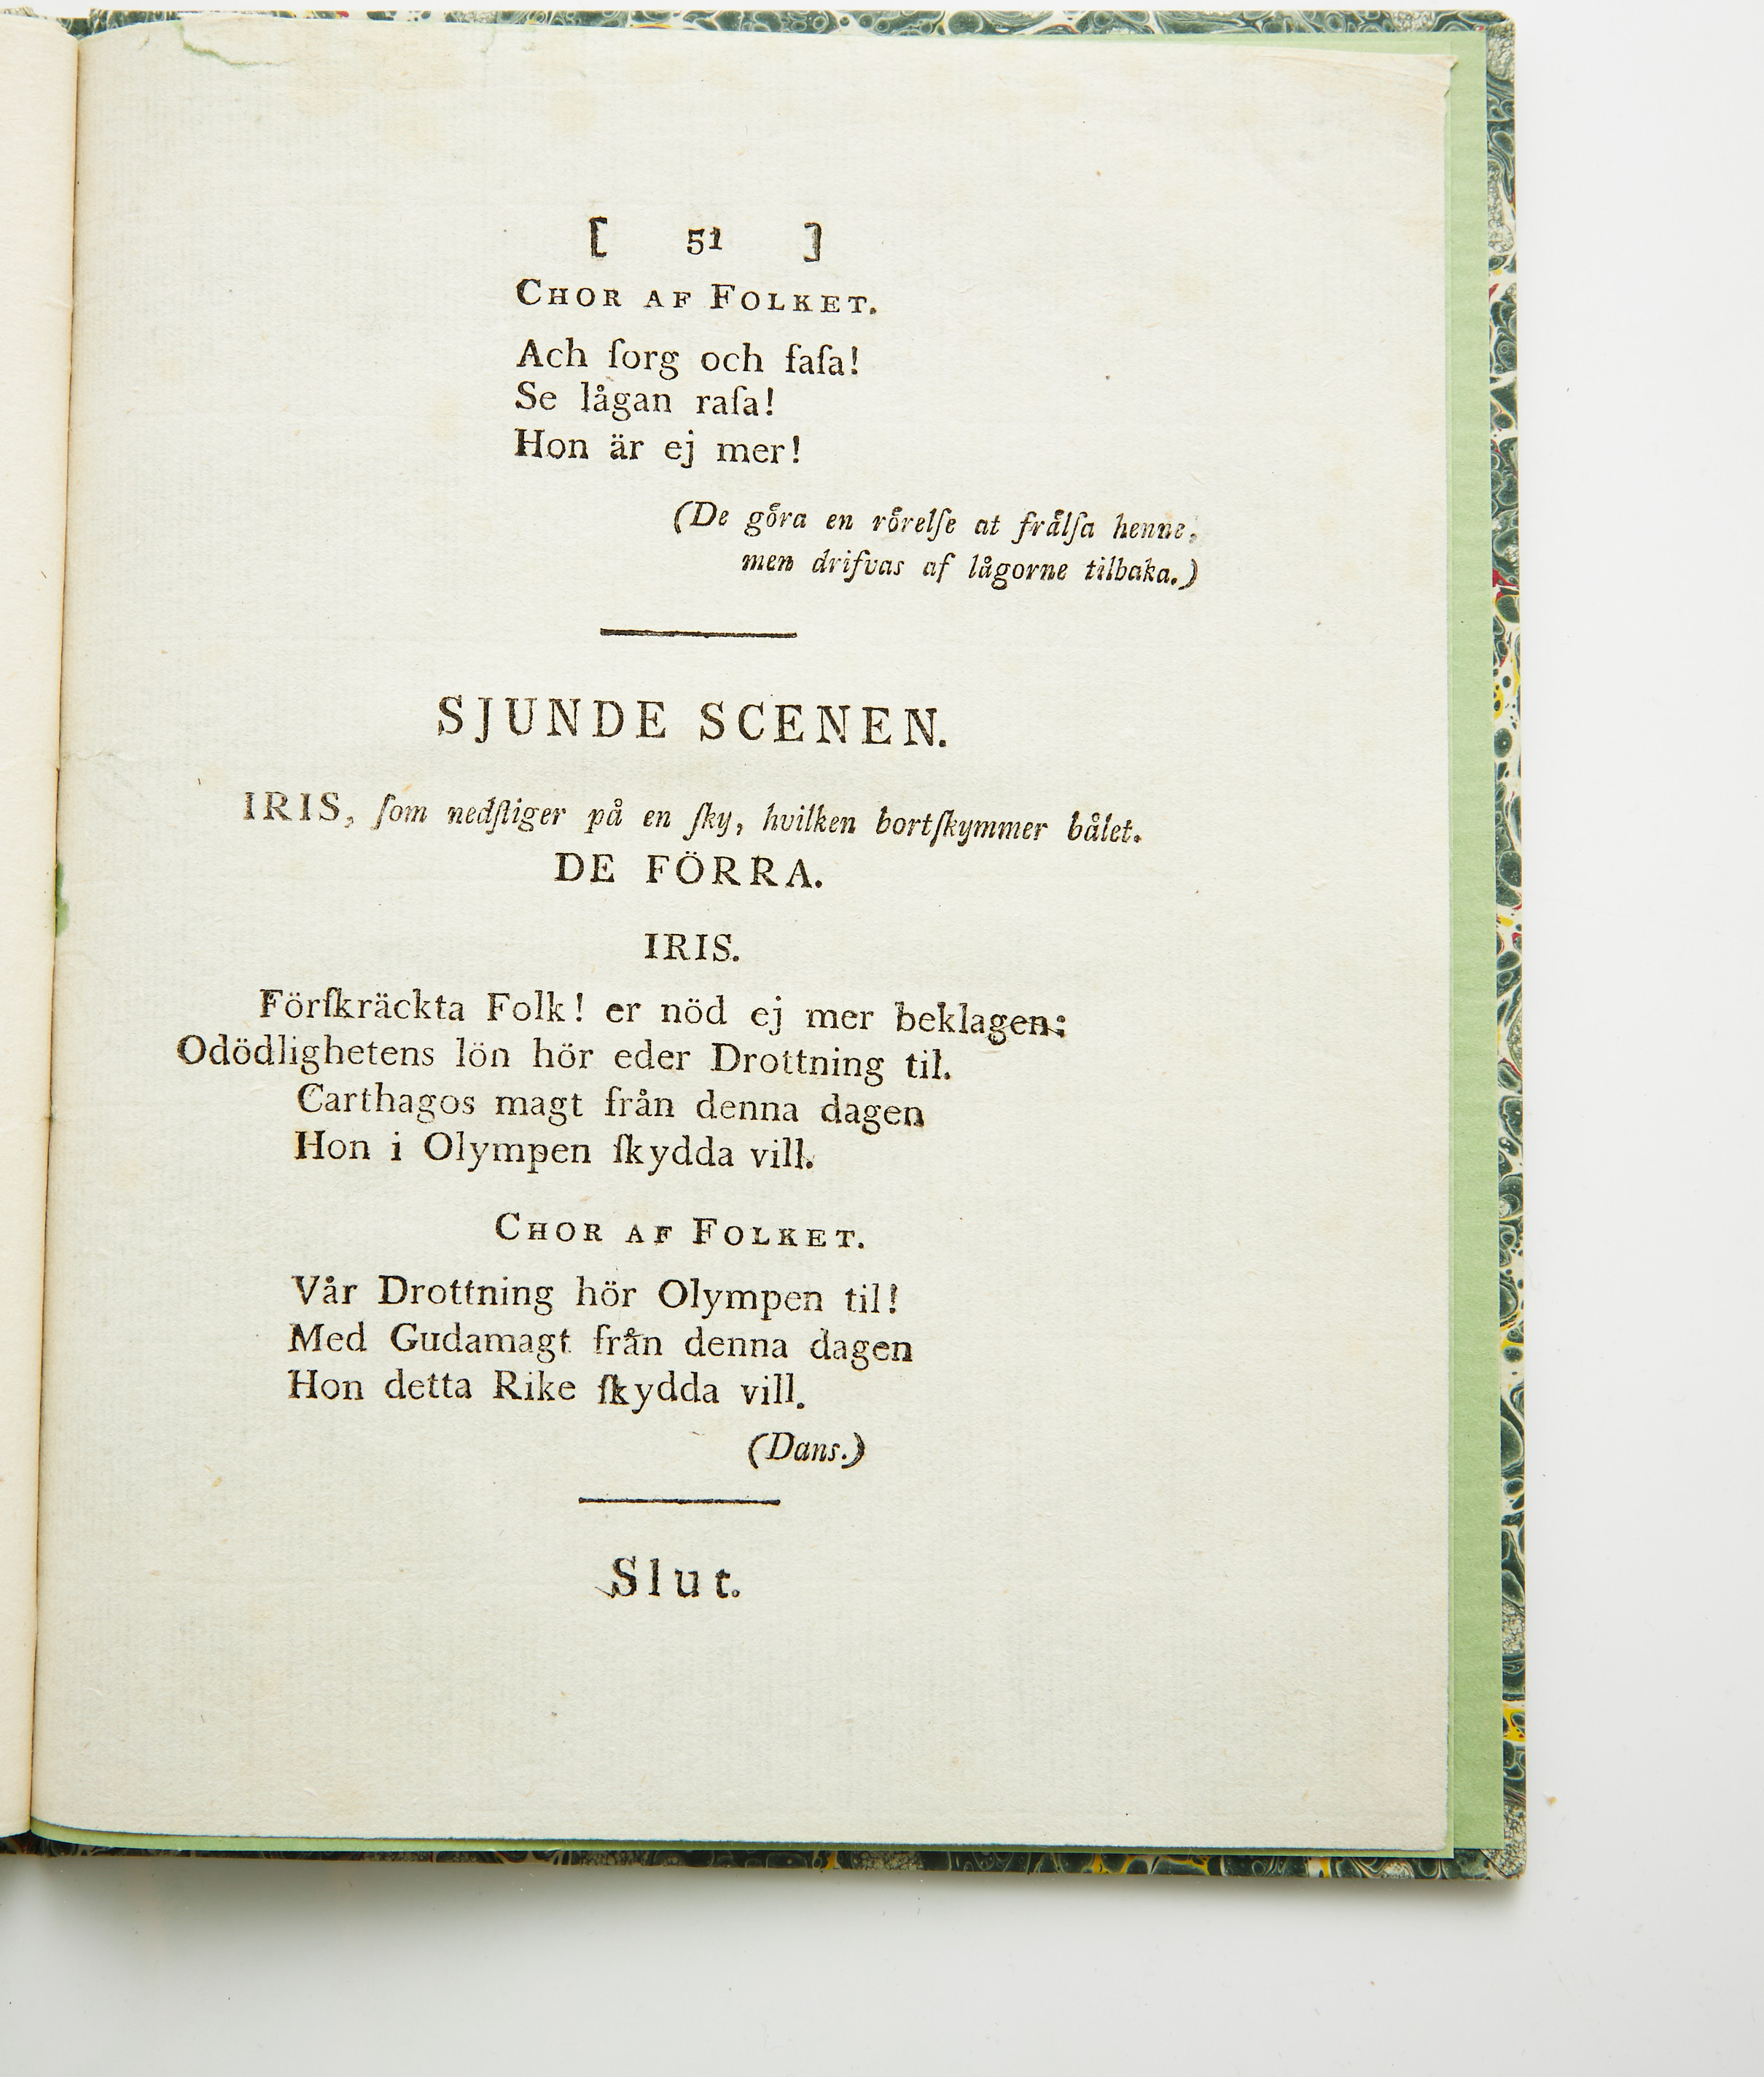 [ 51 ]
CHOR AF FOLKET.
Ach ſorg och faſa!
Se lågan raſa!
Hon är ej mer!
(De göra en rörelſe at frälſa henne,
men drifvas af lågorne tilbaka.)
SJUNDE SCENEN.
IRIS, ſom nedſtiger på en ſky, hvilken bortſkymmer bålet.
DE FÖRRA.
IRIS.
Förſkräckta Folk! er nöd ej mer beklagen:
Odödlighetens lön hör eder Drottning til.
Carthagos magt från denna dagen
Hon i Olympen ſkydda vill.
CHOR AF FOLKET.
Vår Drottning hör Olympen til!
Med Gudamagt från denna dagen
Hon detta Rike ſkydda vill.
(Dans.)
Slut.